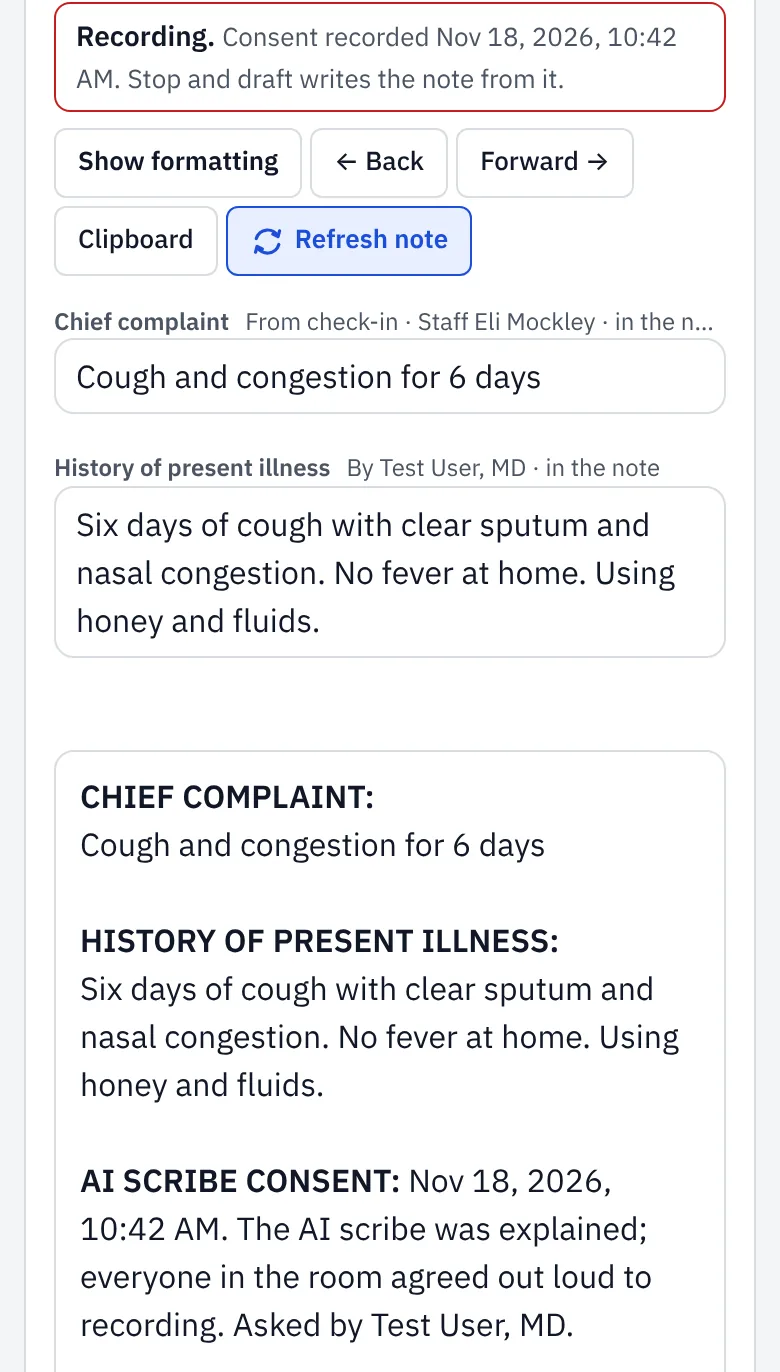 Recording. Consent recorded Nov 18, 2026, 10:42
AM. Stop and draft writes the note from it.
Show formatting
← Back
Forward →
Clipboard
Refresh note
Chief complaint From check-in · Staff Eli Mockley · in the n...
Cough and congestion for 6 days
History of present illness By Test User, MD · in the note
Six days of cough with clear sputum and
nasal congestion. No fever at home. Using
honey and fluids.
CHIEF COMPLAINT:
Cough and congestion for 6 days
HISTORY OF PRESENT ILLNESS:
Six days of cough with clear sputum and
nasal congestion. No fever at home. Using
honey and fluids.
AI SCRIBE CONSENT: Nov 18, 2026,
10:42 AM. The AI scribe was explained;
everyone in the room agreed out loud to
recording. Asked by Test User, MD.